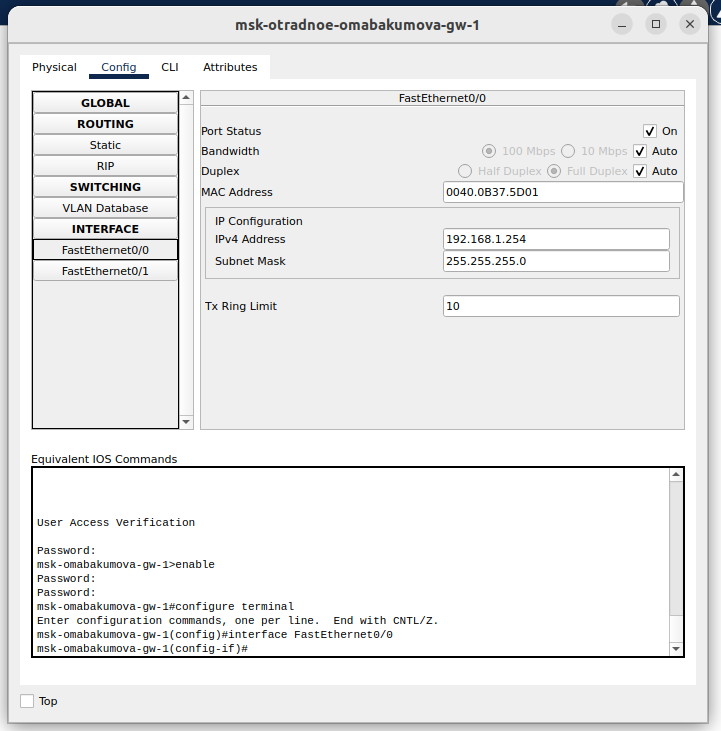 msk-otradnoe-omabakumova-gw-1
Physical Config CLI Attributes
GLOBAL
ROUTING
Static
RIP
SWITCHING
VLAN Database
INTERFACE
FastEthernet0/0
FastEthernet0/1
FastEthernet0/0
Port Status On
Bandwidth 100 Mbps 10 Mbps Auto
Duplex Half Duplex Full Duplex Auto
MAC Address 0040.0B37.5D01
IP Configuration
IPv4 Address 192.168.1.254
Subnet Mask 255.255.255.0
Tx Ring Limit 10
Equivalent IOS Commands
User Access Verification
Password:
msk-omabakumova-gw-1>enable
Password:
Password:
msk-omabakumova-gw-1#configure terminal
Enter configuration commands, one per line.  End with CNTL/Z.
msk-omabakumova-gw-1(config)#interface FastEthernet0/0
msk-omabakumova-gw-1(config-if)#
Top